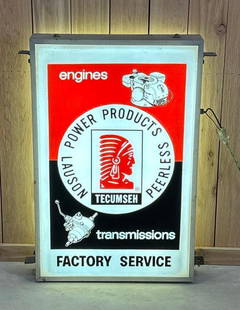 engines
LAUSON POWER PRODUCTS PEERLESS
TECUMSEH
transmissions
FACTORY SERVICE